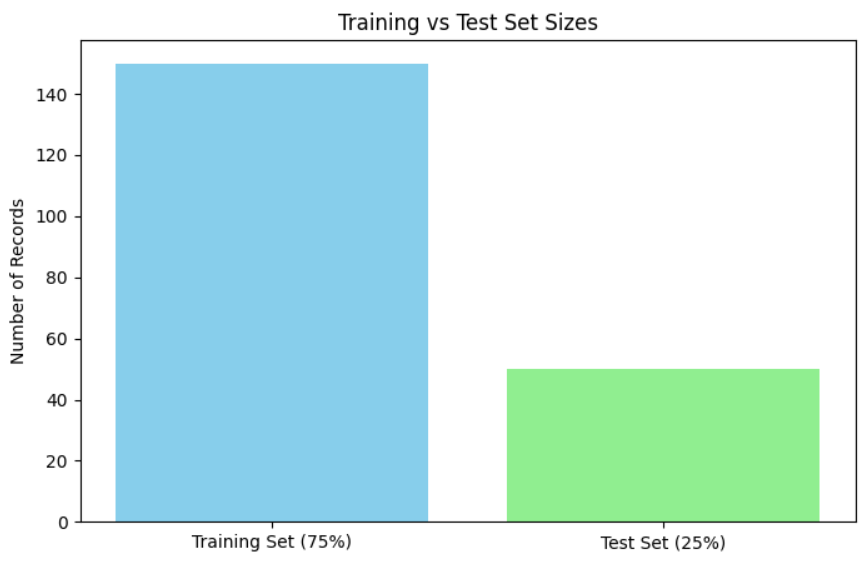 Training vs Test Set Sizes
Number of Records
140
120
100
80
60
40
20
0
Training Set (75%)
Test Set (25%)